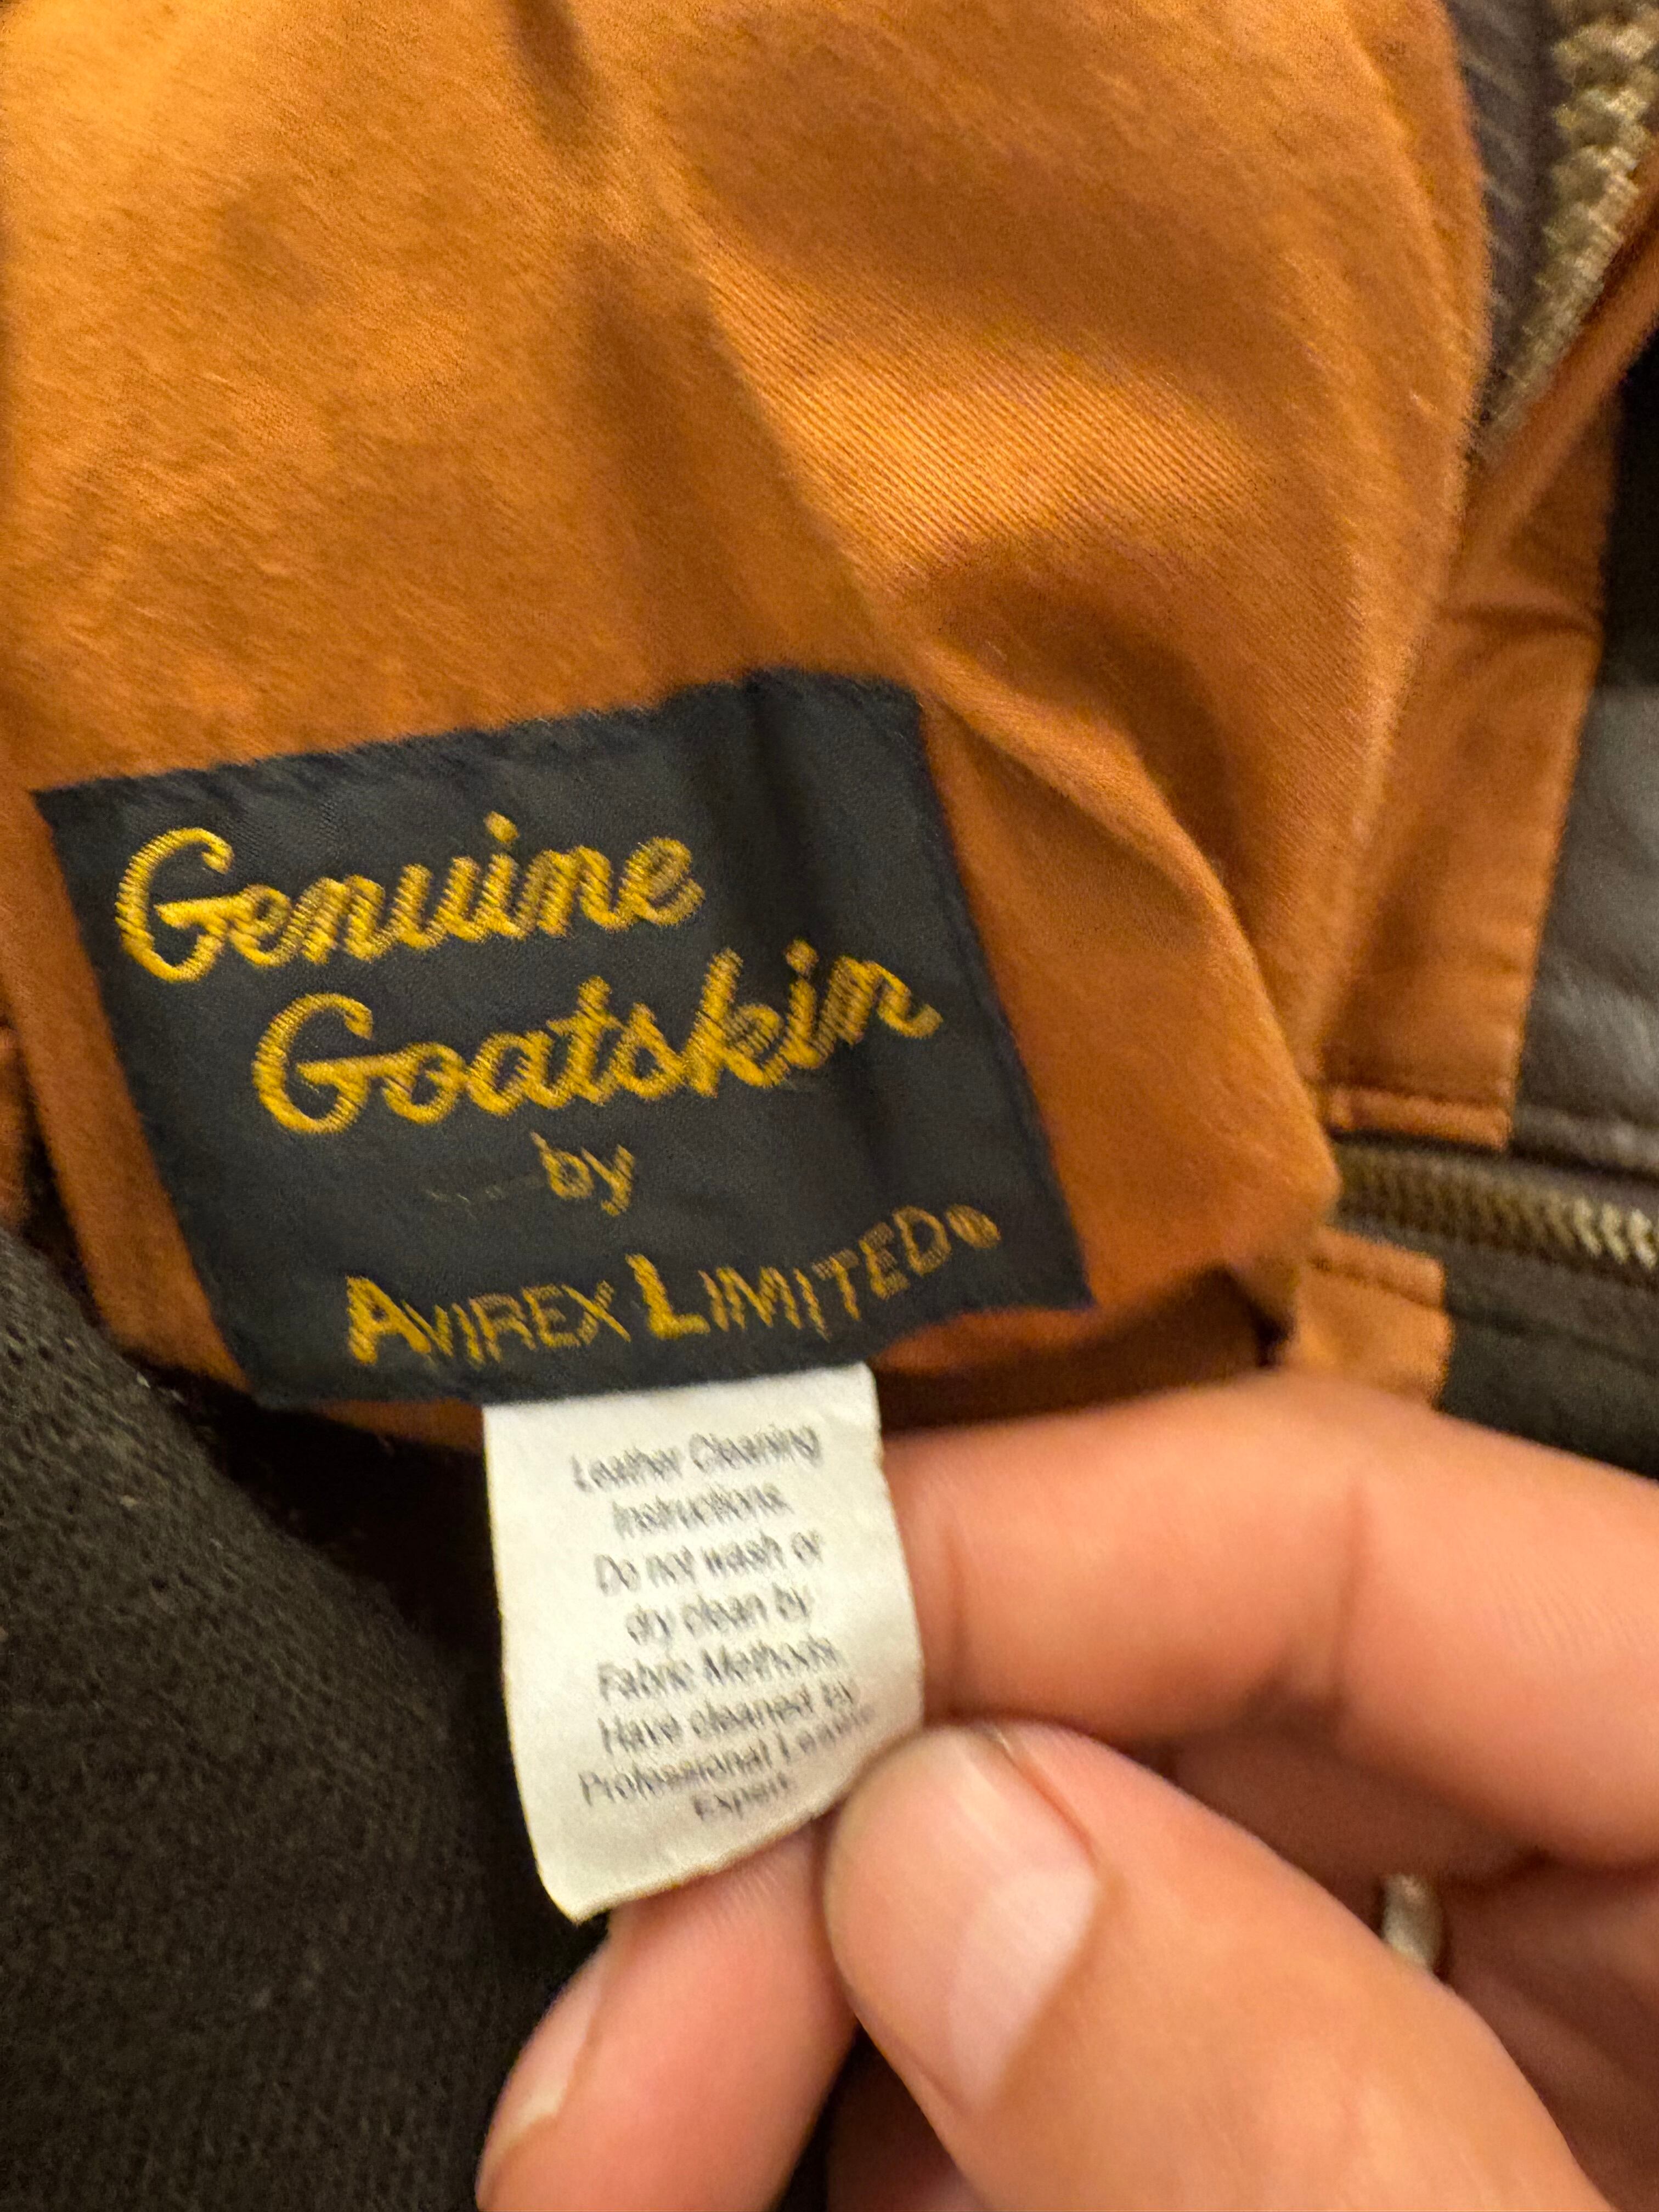 Genuine
Goatskin
by
AVIREX LIMITED®
Leather Cleaning
Instructions
Do not wash or
dry clean by
Fabric Methods
Have cleaned by
Professional Leather
Expert